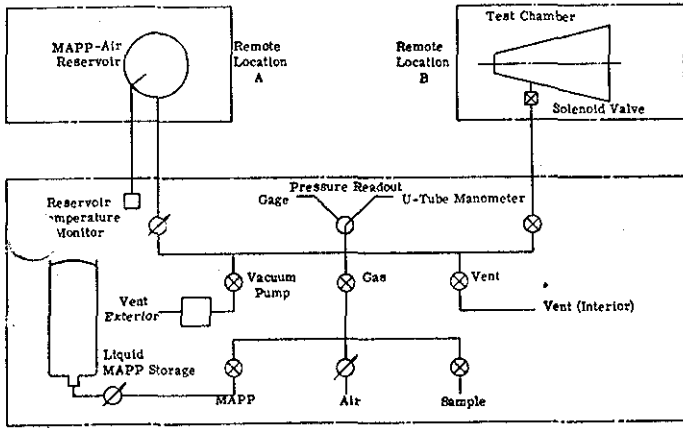 MAPP-Air
Reservoir
Remote
Location
A
Remote
Location
B
Test Chamber
Solenoid Valve
Pressure Readout
Gage
U-Tube Manometer
Reservoir
Monitor
Vacuum
Pump
Gas
Vent
Vent
Exterior
Vent (Interior)
Liquid
MAPP Storage
MAPP
Air
Sample